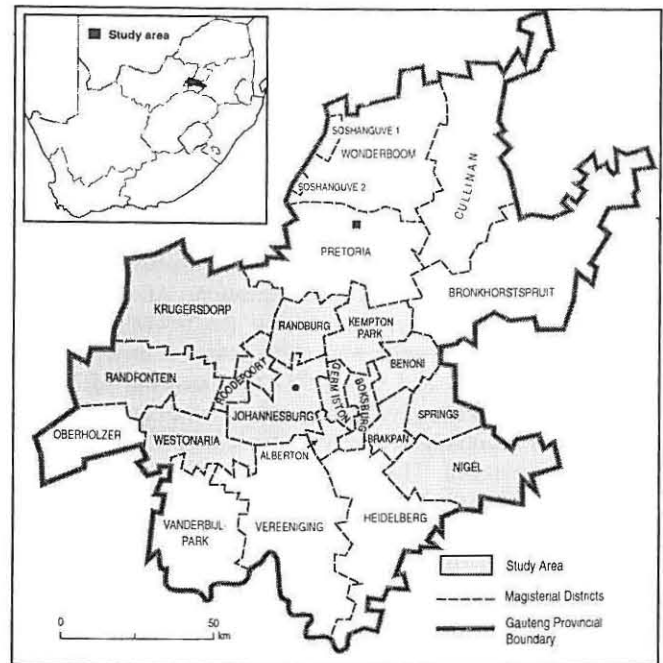 Study area
SOSHANGUVE 1
WONDERBOOM
SOSHANGUVE 2
CULLINAN
PRETORIA
BRONKHORSTSPRUIT
KRUGERSDORP
RANDBURG
KEMPTON
PARK
BENONI
RANDFONTEIN
ROODEPOORT
GERMISTON
BOKSBURG
SPRINGS
OBERHOLZER
WESTONARIA
JOHANNESBURG
BRAKPAN
ALBERTON
NIGEL
VANDERBIJL-
PARK
VEREENIGING
HEIDELBERG
Study Area
Magisterial Districts
Gauteng Provincial
Boundary
0 50
km